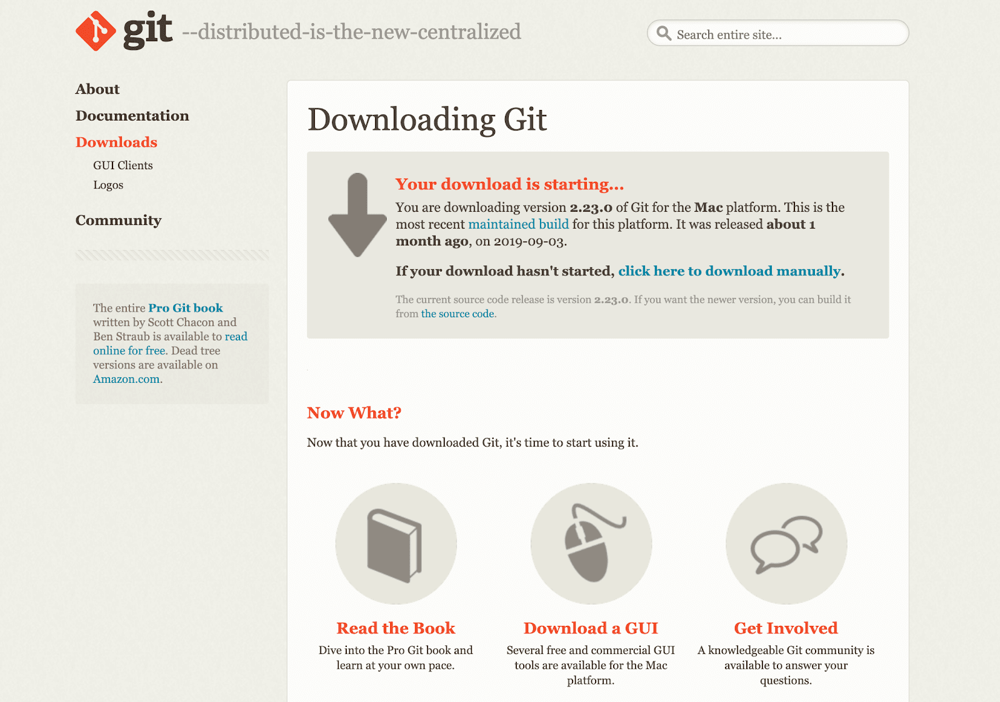 git --distributed-is-the-new-centralized
Search entire site...
About
Documentation
Downloads
GUI Clients
Logos
Community
The entire Pro Git book
written by Scott Chacon and
Ben Straub is available to read
online for free. Dead tree
versions are available on
Amazon.com.
Downloading Git
Your download is starting...
You are downloading version 2.23.0 of Git for the Mac platform. This is the
most recent maintained build for this platform. It was released about 1
month ago, on 2019-09-03.
If your download hasn't started, click here to download manually.
The current source code release is version 2.23.0. If you want the newer version, you can build it
from the source code.
Now What?
Now that you have downloaded Git, it's time to start using it.
Read the Book
Dive into the Pro Git book and
learn at your own pace.
Download a GUI
Several free and commercial GUI
tools are available for the Mac
platform.
Get Involved
A knowledgeable Git community is
available to answer your
questions.